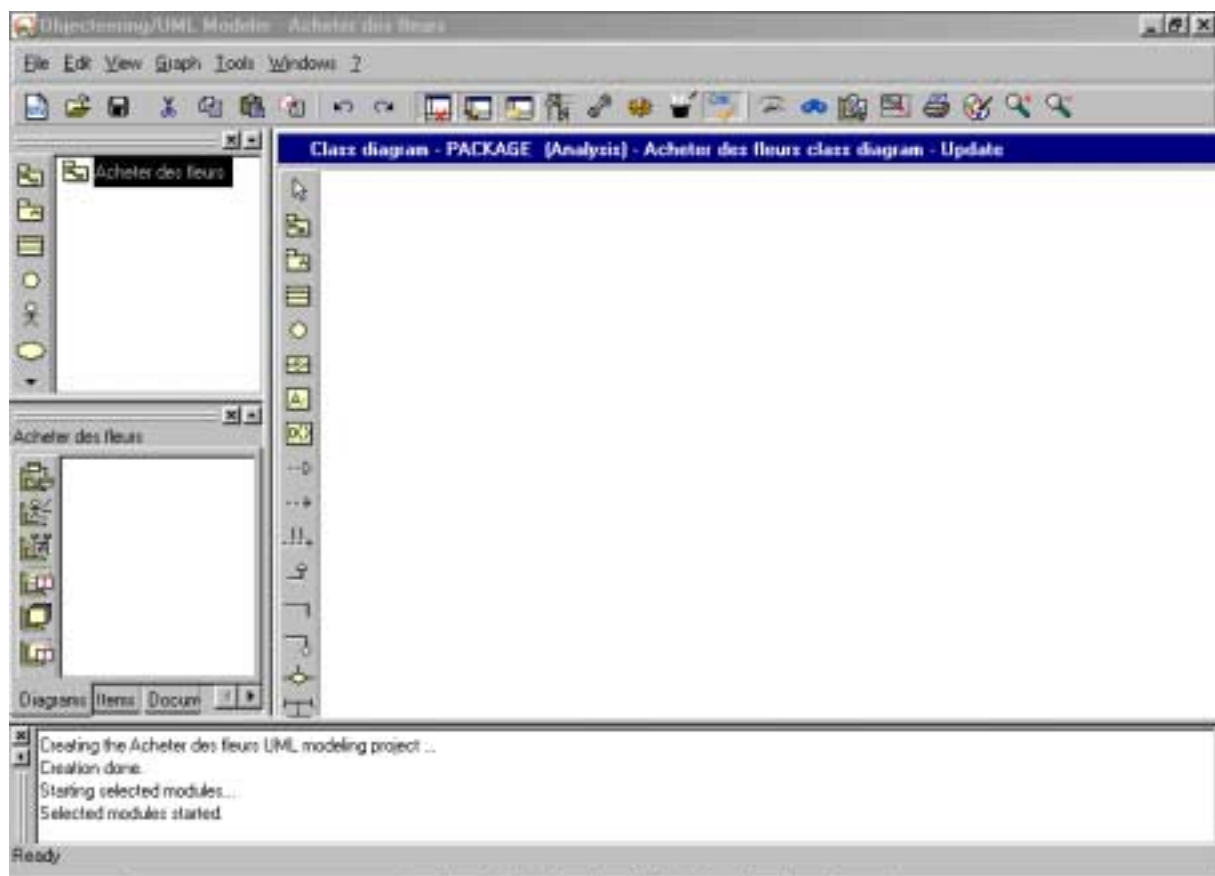 Objecteering/UML Modeler - Acheter des fleurs
File Edit View Graph Tools Windows ?
Acheter des fleurs
Class diagram - PACKAGE (Analysis) - Acheter des fleurs class diagram - Update
Acheter des fleurs
Diagrams Items Docum
Creating the Acheter des fleurs UML modeling project ...
Creation done.
Starting selected modules...
Selected modules started.
Ready